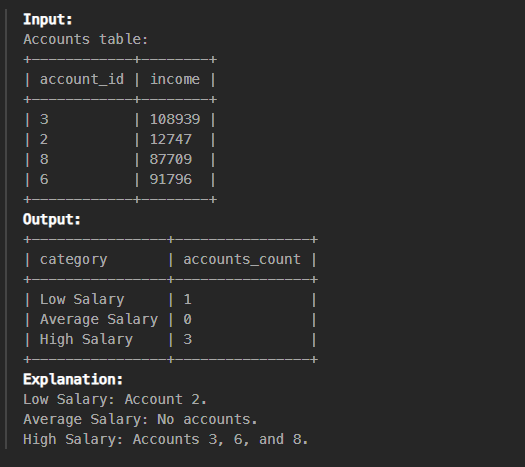 Input:
Accounts table:
+------------+--------+
| account_id | income |
+------------+--------+
| 3          | 108939 |
| 2          | 12747  |
| 8          | 87709  |
| 6          | 91796  |
+------------+--------+
Output:
+----------------+----------------+
| category       | accounts_count |
+----------------+----------------+
| Low Salary     | 1              |
| Average Salary | 0              |
| High Salary    | 3              |
+----------------+----------------+
Explanation:
Low Salary: Account 2.
Average Salary: No accounts.
High Salary: Accounts 3, 6, and 8.